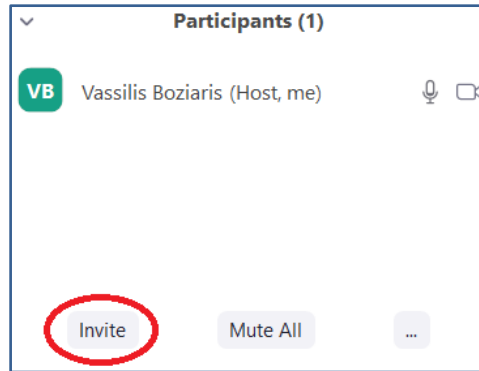 Participants (1)
VB Vassilis Boziaris (Host, me)
Invite Mute All ...